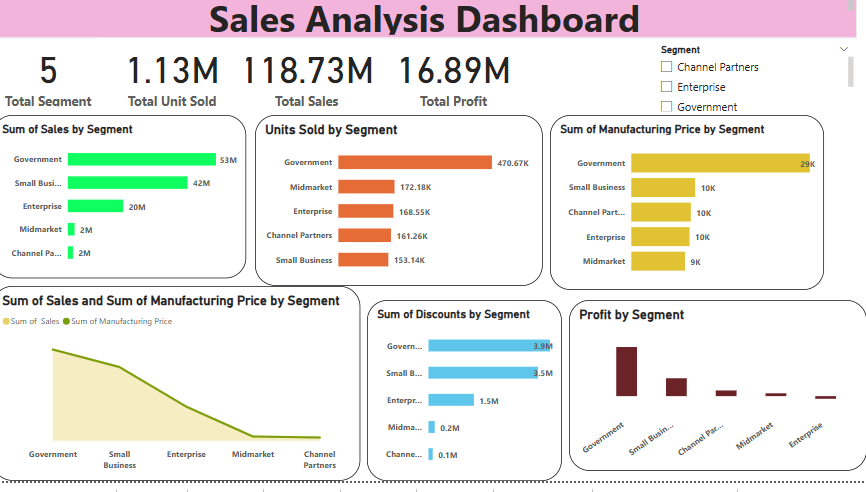 Sales Analysis Dashboard
5
Total Segment
1.13M
Total Unit Sold
118.73M
Total Sales
16.89M
Total Profit
Segment
Channel Partners
Enterprise
Government
Sum of Sales by Segment
Government 53M
Small Busi... 42M
Enterprise 20M
Midmarket 2M
Channel Pa... 2M
Units Sold by Segment
Government 470.67K
Midmarket 172.18K
Enterprise 168.55K
Channel Partners 161.26K
Small Business 153.14K
Sum of Manufacturing Price by Segment
Government 29K
Small Business 10K
Channel Part... 10K
Enterprise 10K
Midmarket 9K
Sum of Sales and Sum of Manufacturing Price by Segment
Sum of Sales Sum of Manufacturing Price
Government
Small
Business
Enterprise
Midmarket
Channel
Partners
Sum of Discounts by Segment
Govern... 3.9M
Small B... 3.5M
Enterpr... 1.5M
Midma... 0.2M
Channe... 0.1M
Profit by Segment
Government
Small Busin...
Channel Par...
Midmarket
Enterprise